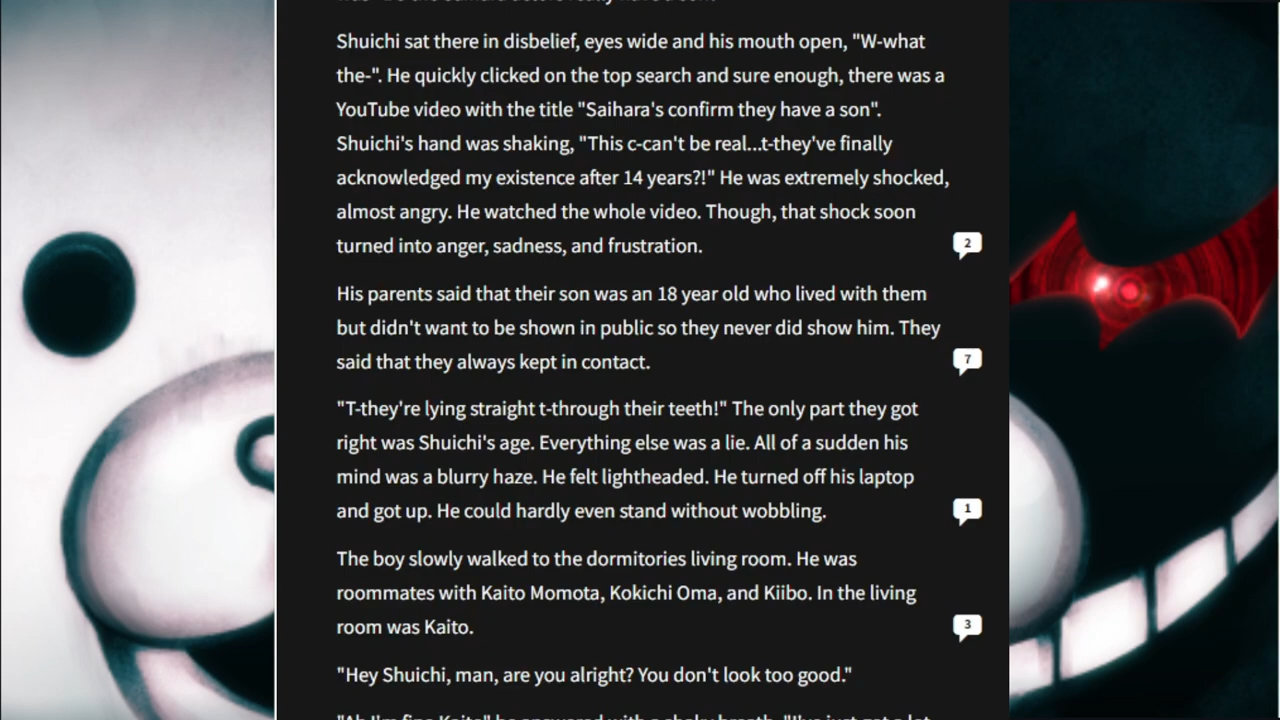 Shuichi sat there in disbelief, eyes wide and his mouth open, "W-what
the-". He quickly clicked on the top search and sure enough, there was a
YouTube video with the title "Saihara's confirm they have a son".
Shuichi's hand was shaking, "This c-can't be real...t-they've finally
acknowledged my existence after 14 years?!" He was extremely shocked,
almost angry. He watched the whole video. Though, that shock soon
turned into anger, sadness, and frustration.
2
His parents said that their son was an 18 year old who lived with them
but didn't want to be shown in public so they never did show him. They
said that they always kept in contact.
7
"T-they're lying straight t-through their teeth!" The only part they got
right was Shuichi's age. Everything else was a lie. All of a sudden his
mind was a blurry haze. He felt lightheaded. He turned off his laptop
and got up. He could hardly even stand without wobbling.
1
The boy slowly walked to the dormitories living room. He was
roommates with Kaito Momota, Kokichi Oma, and Kiibo. In the living
room was Kaito.
3
"Hey Shuichi, man, are you alright? You don't look too good."